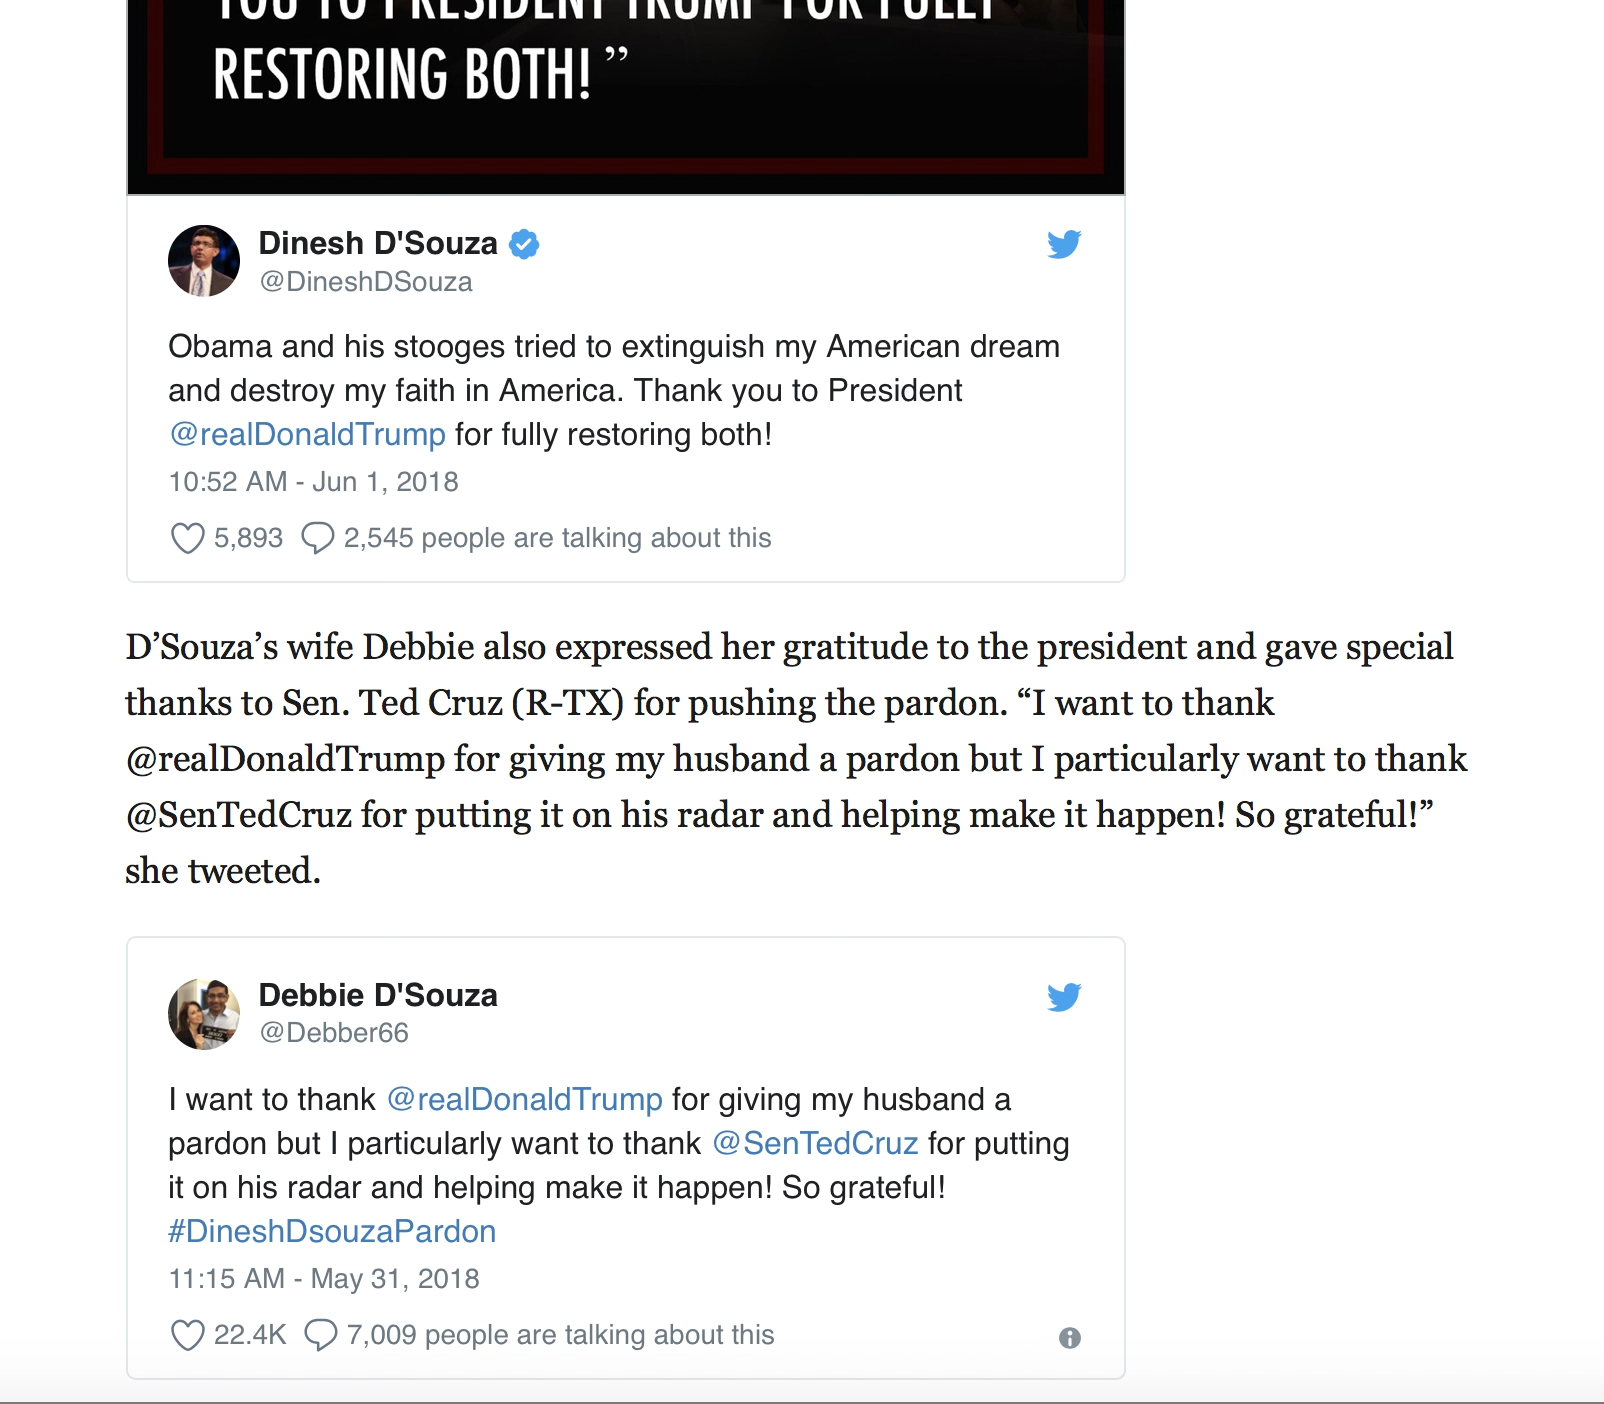 YOU TO PRESIDENT TRUMP FOR FULLY
RESTORING BOTH! ”
Dinesh D'Souza
@DineshDSouza
Obama and his stooges tried to extinguish my American dream
and destroy my faith in America. Thank you to President
@realDonaldTrump for fully restoring both!
10:52 AM - Jun 1, 2018
5,893 2,545 people are talking about this
D’Souza’s wife Debbie also expressed her gratitude to the president and gave special
thanks to Sen. Ted Cruz (R-TX) for pushing the pardon. “I want to thank
@realDonaldTrump for giving my husband a pardon but I particularly want to thank
@SenTedCruz for putting it on his radar and helping make it happen! So grateful!”
she tweeted.
Debbie D'Souza
@Debber66
I want to thank @realDonaldTrump for giving my husband a
pardon but I particularly want to thank @SenTedCruz for putting
it on his radar and helping make it happen! So grateful!
#DineshDsouzaPardon
11:15 AM - May 31, 2018
22.4K 7,009 people are talking about this